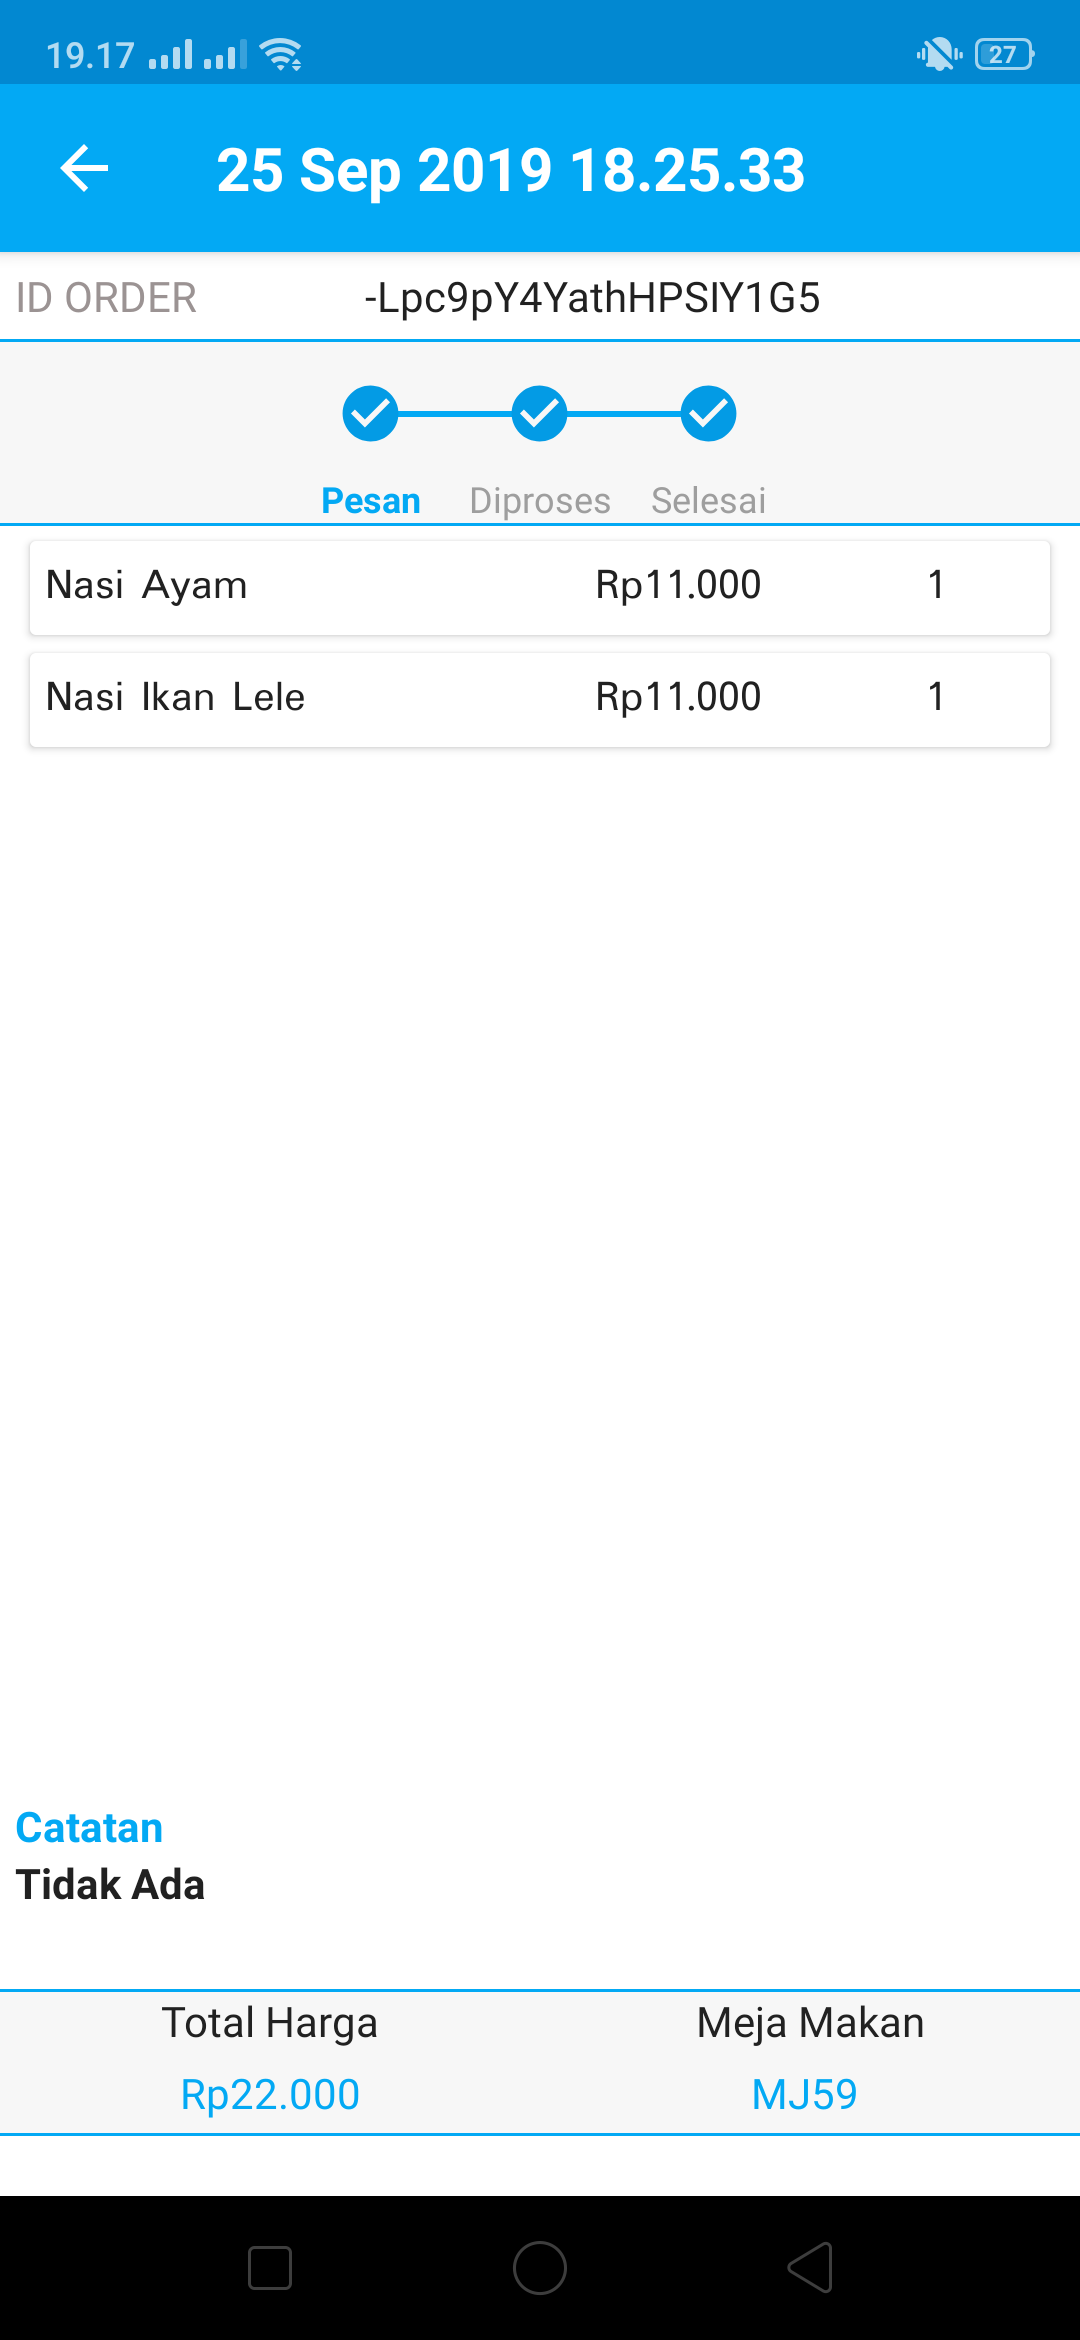 19.17 27
25 Sep 2019 18.25.33
ID ORDER -Lpc9pY4YathHPSIY1G5
Pesan Diproses Selesai
Nasi Ayam Rp11.000 1
Nasi Ikan Lele Rp11.000 1
Catatan
Tidak Ada
Total Harga Meja Makan
Rp22.000 MJ59